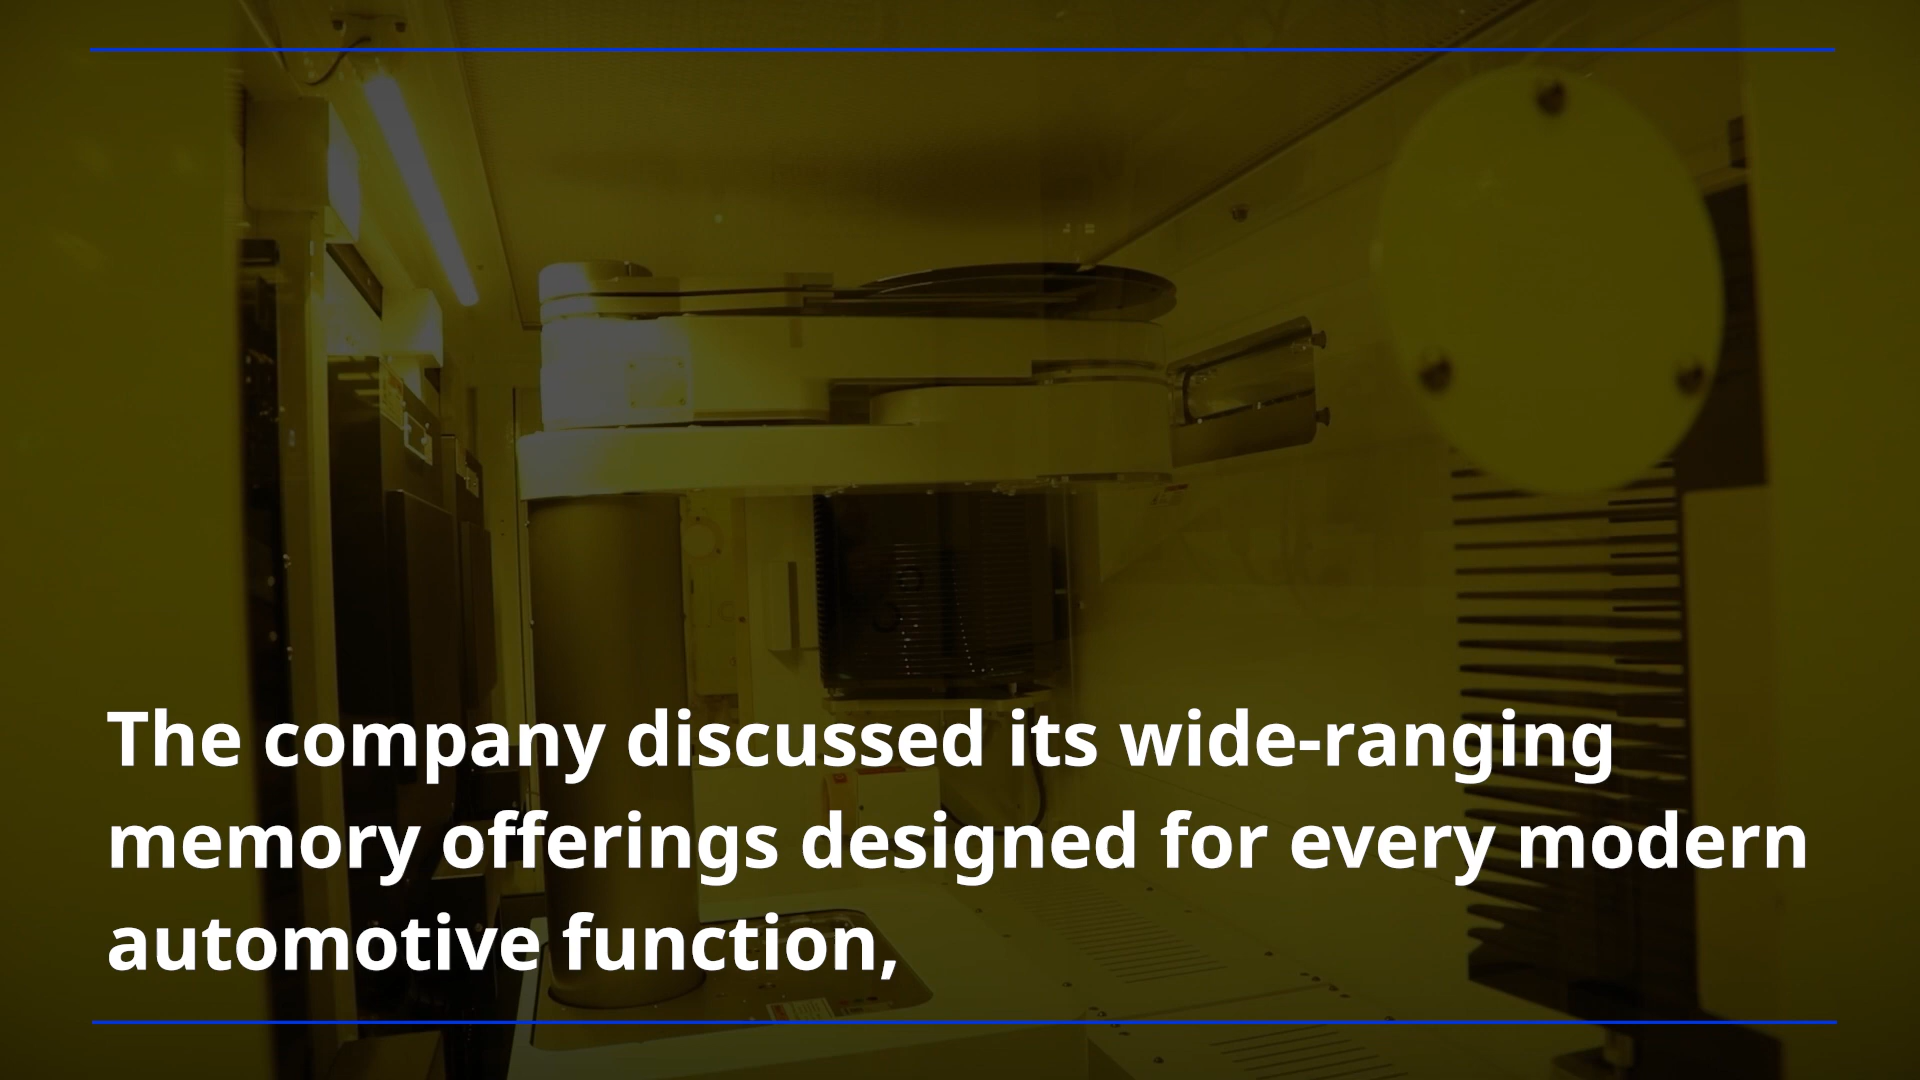 The company discussed its wide-ranging
memory offerings designed for every modern
automotive function,